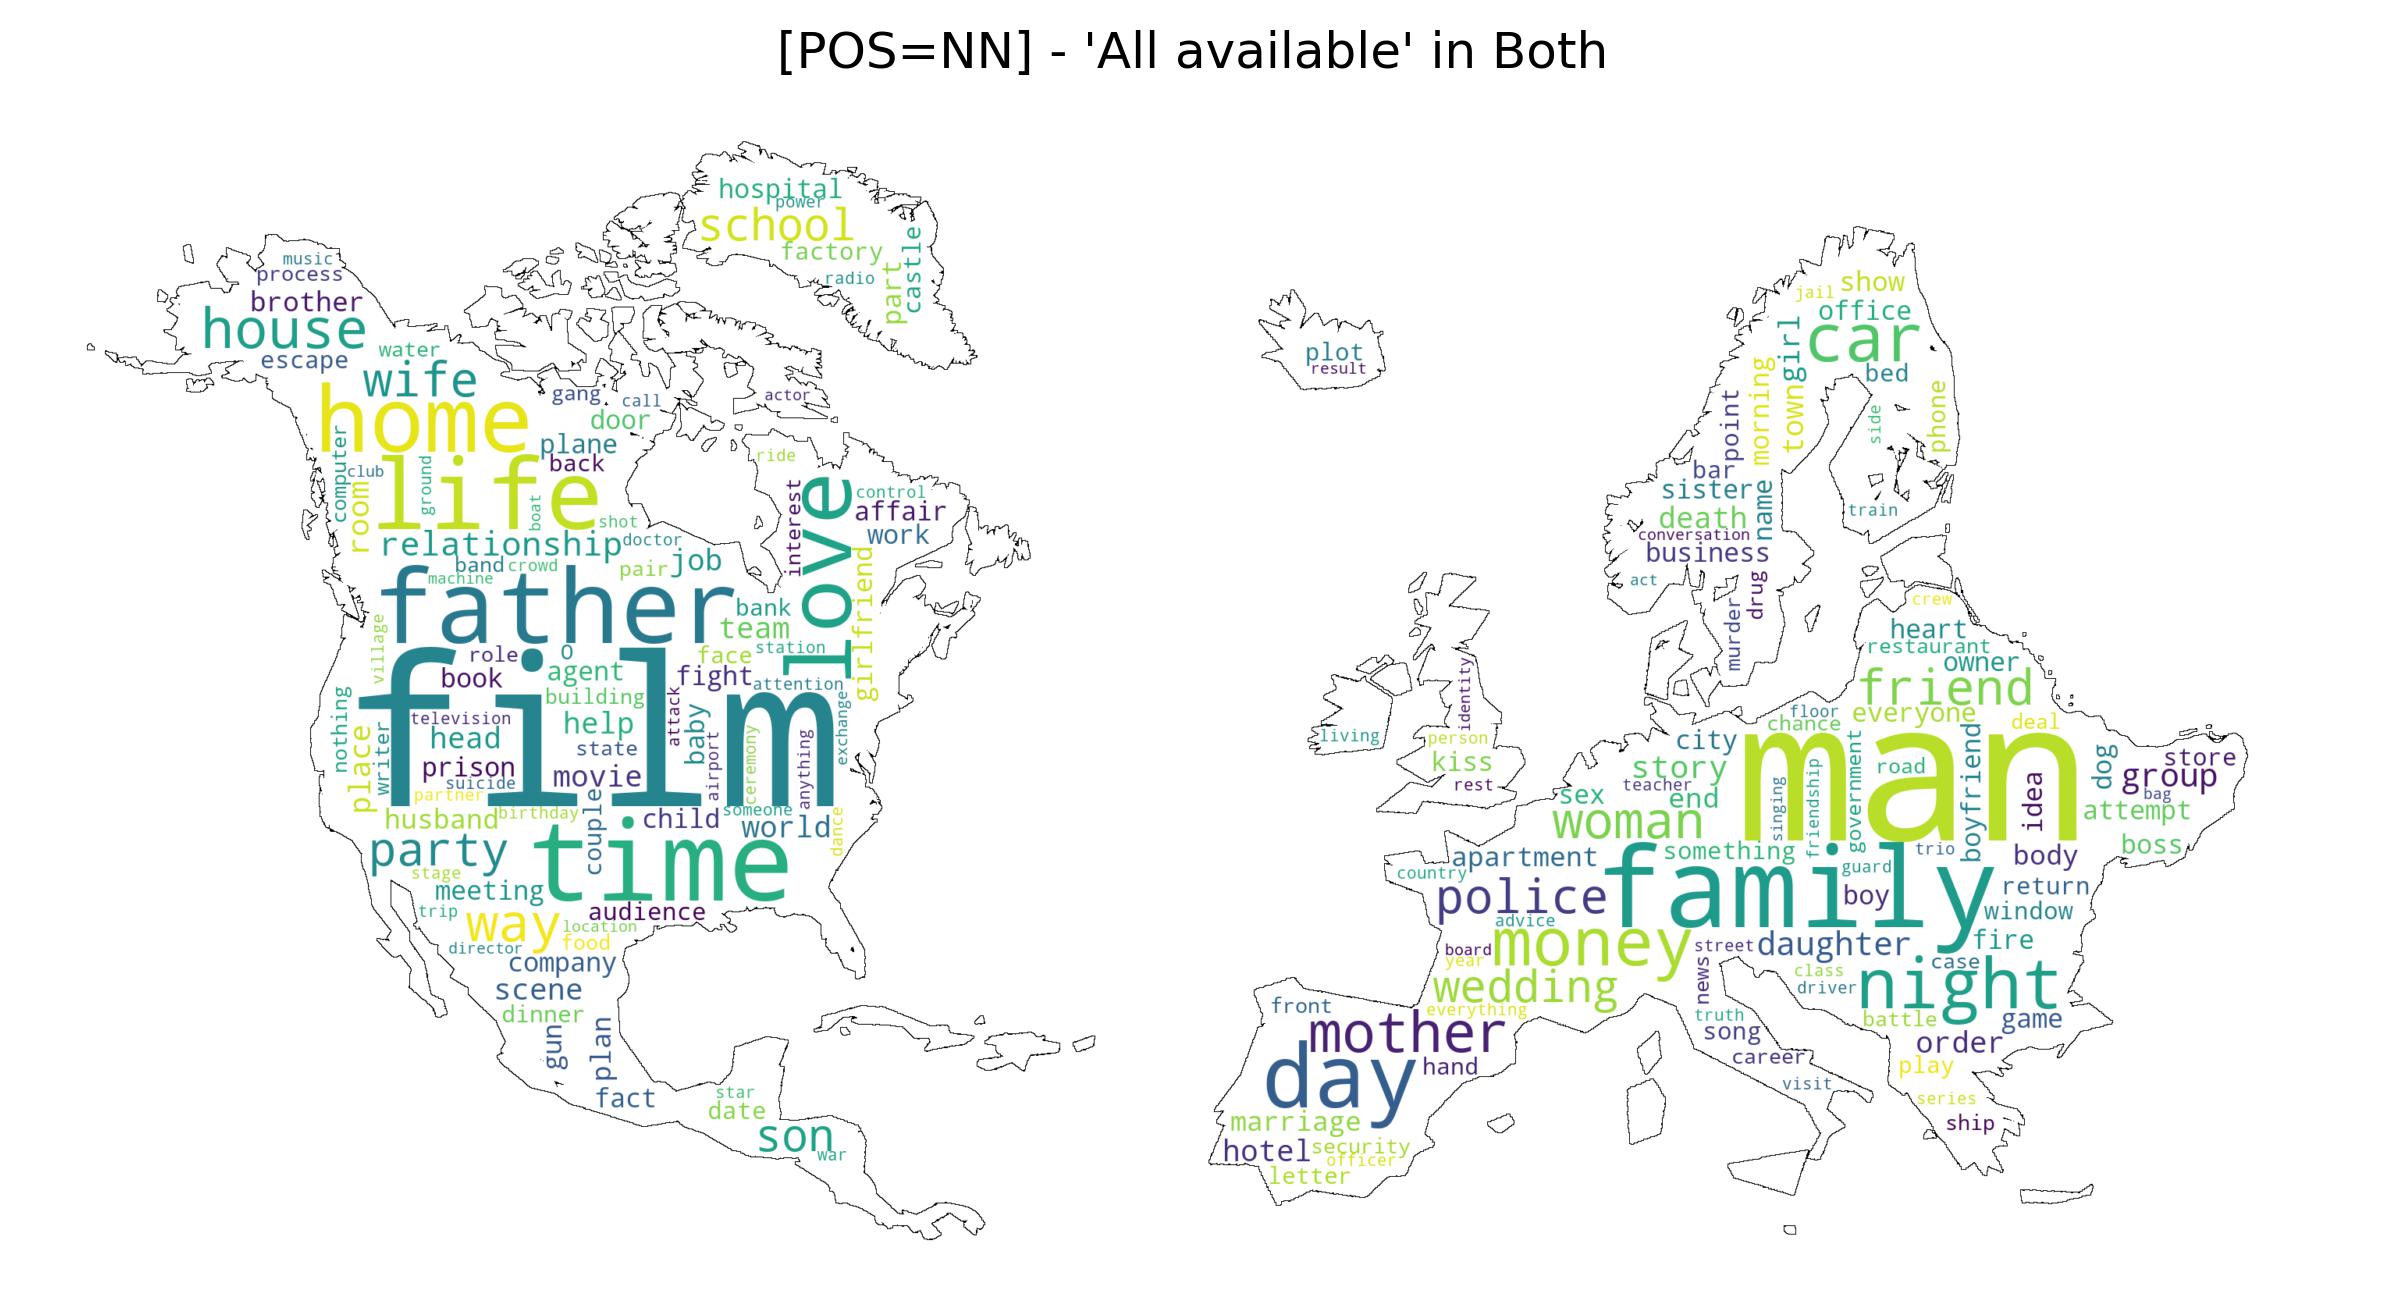 [POS=NN] - 'All available' in Both
hospital
power
school
factory
castle
radio
part
music
process
brother
house
escape
water
wife
home
gang
call
door
actor
plane
back
computer
club
room
ground
life
boat
shot
ride
interest
love
control
affair
work
relationship
doctor
job
band
crowd
pair
machine
girlfriend
father
bank
team
station
village
role
O
book
agent
face
fight
attention
building
film
nothing
television
help
attack
baby
exchange
head
state
place
writer
prison
movie
airport
ceremony
anything
suicide
partner
husband
birthday
couple
child
someone
world
dance
party
time
stage
meeting
trip
way
audience
location
food
director
company
scene
dinner
gun
plan
fact
star
date
son
war
plot
result
jail
show
office
girl
car
bed
morning
town
point
phone
side
bar
sister
name
train
death
conversation
business
act
drug
murder
crew
heart
restaurant
owner
friend
identity
living
person
kiss
rest
floor
chance
everyone
deal
city
man
story
government
boyfriend
road
dog
store
group
teacher
sex
end
singing
friendship
idea
bag
attempt
woman
boss
something
trio
body
apartment
country
guard
family
police
boy
return
window
advice
money
board
street
daughter
fire
year
news
case
class
night
driver
wedding
front
everything
truth
battle
game
mother
song
order
career
play
day
hand
visit
series
marriage
ship
hotel
security
officer
letter